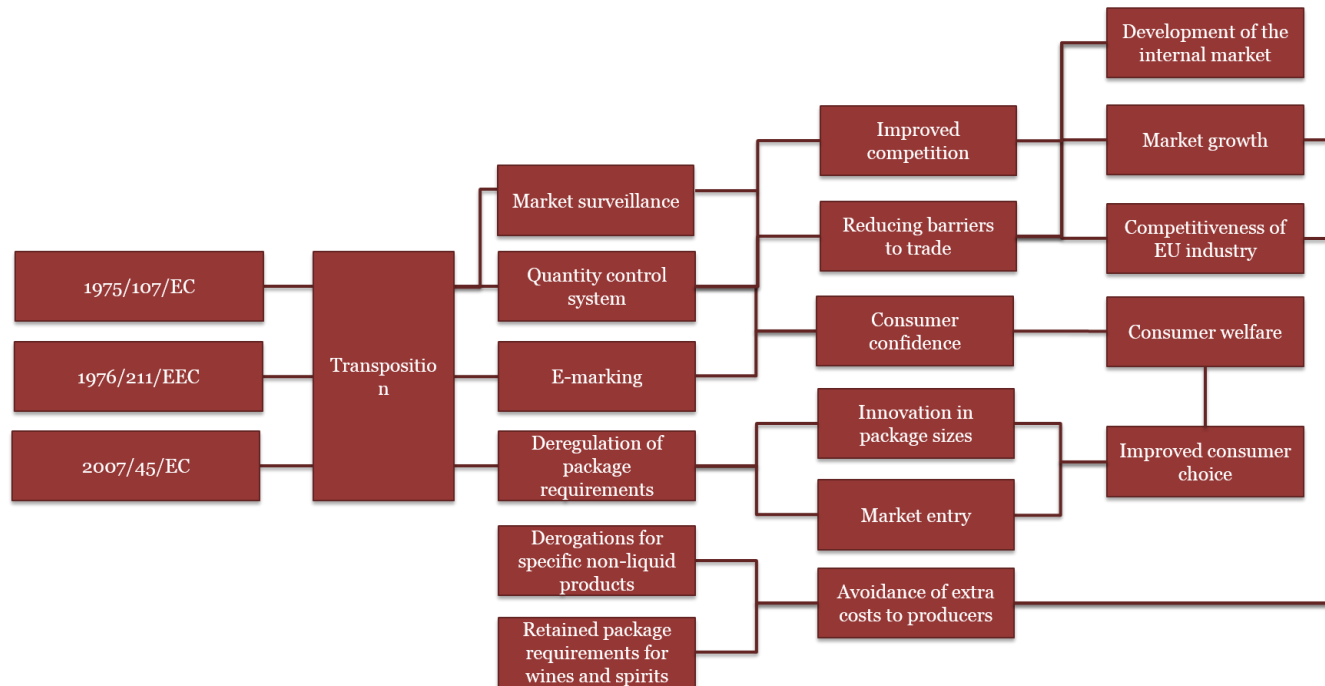 Development of the
internal market
Improved
competition
Market growth
Market surveillance
Reducing barriers
to trade
Competitiveness of
EU industry
1975/107/EC
Transpositio
n
Quantity control
system
Consumer
confidence
Consumer welfare
1976/211/EEC
E-marking
Innovation in
package sizes
2007/45/EC
Deregulation of
package
requirements
Improved consumer
choice
Market entry
Derogations for
specific non-liquid
products
Avoidance of extra
costs to producers
Retained package
requirements for
wines and spirits